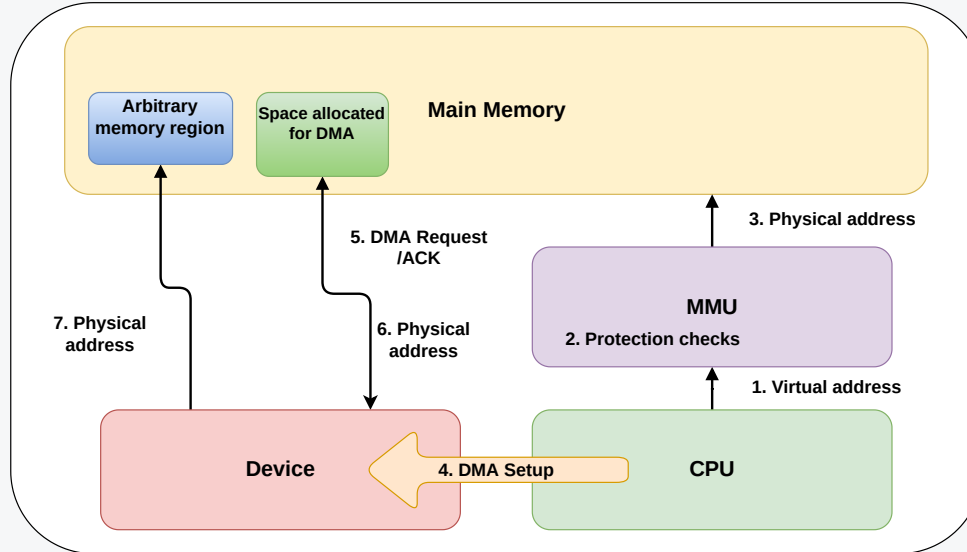 Arbitrary
memory region
Space allocated
for DMA
Main Memory
5. DMA Request
/ACK
3. Physical address
7. Physical
address
6. Physical
address
MMU
2. Protection checks
1. Virtual address
Device
4. DMA Setup
CPU